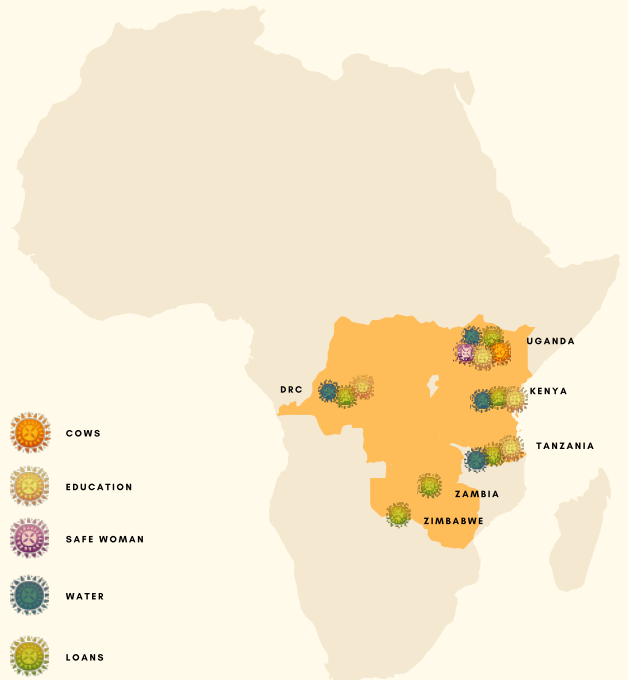 UGANDA
DRC
KENYA
TANZANIA
ZAMBIA
ZIMBABWE
COWS
EDUCATION
SAFE WOMAN
WATER
LOANS